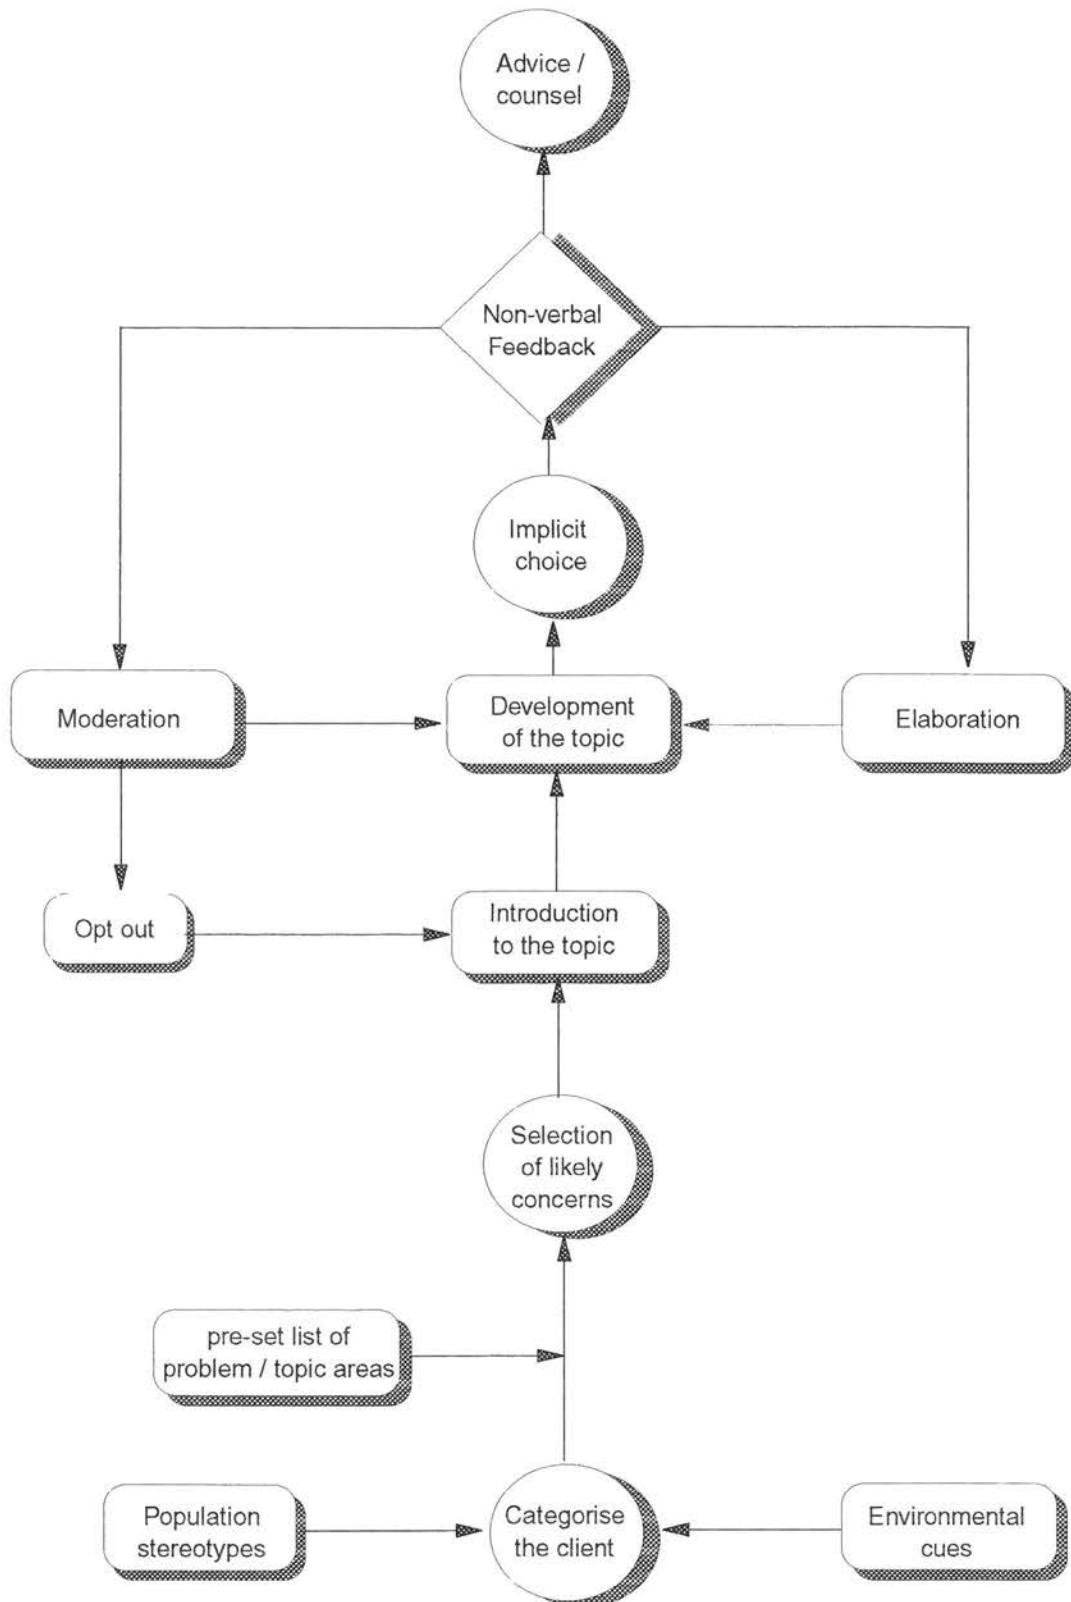 Advice /
counsel
Non-verbal
Feedback
Implicit
choice
Moderation
Development
of the topic
Elaboration
Opt out
Introduction
to the topic
Selection
of likely
concerns
pre-set list of
problem / topic areas
Population
stereotypes
Categorise
the client
Environmental
cues